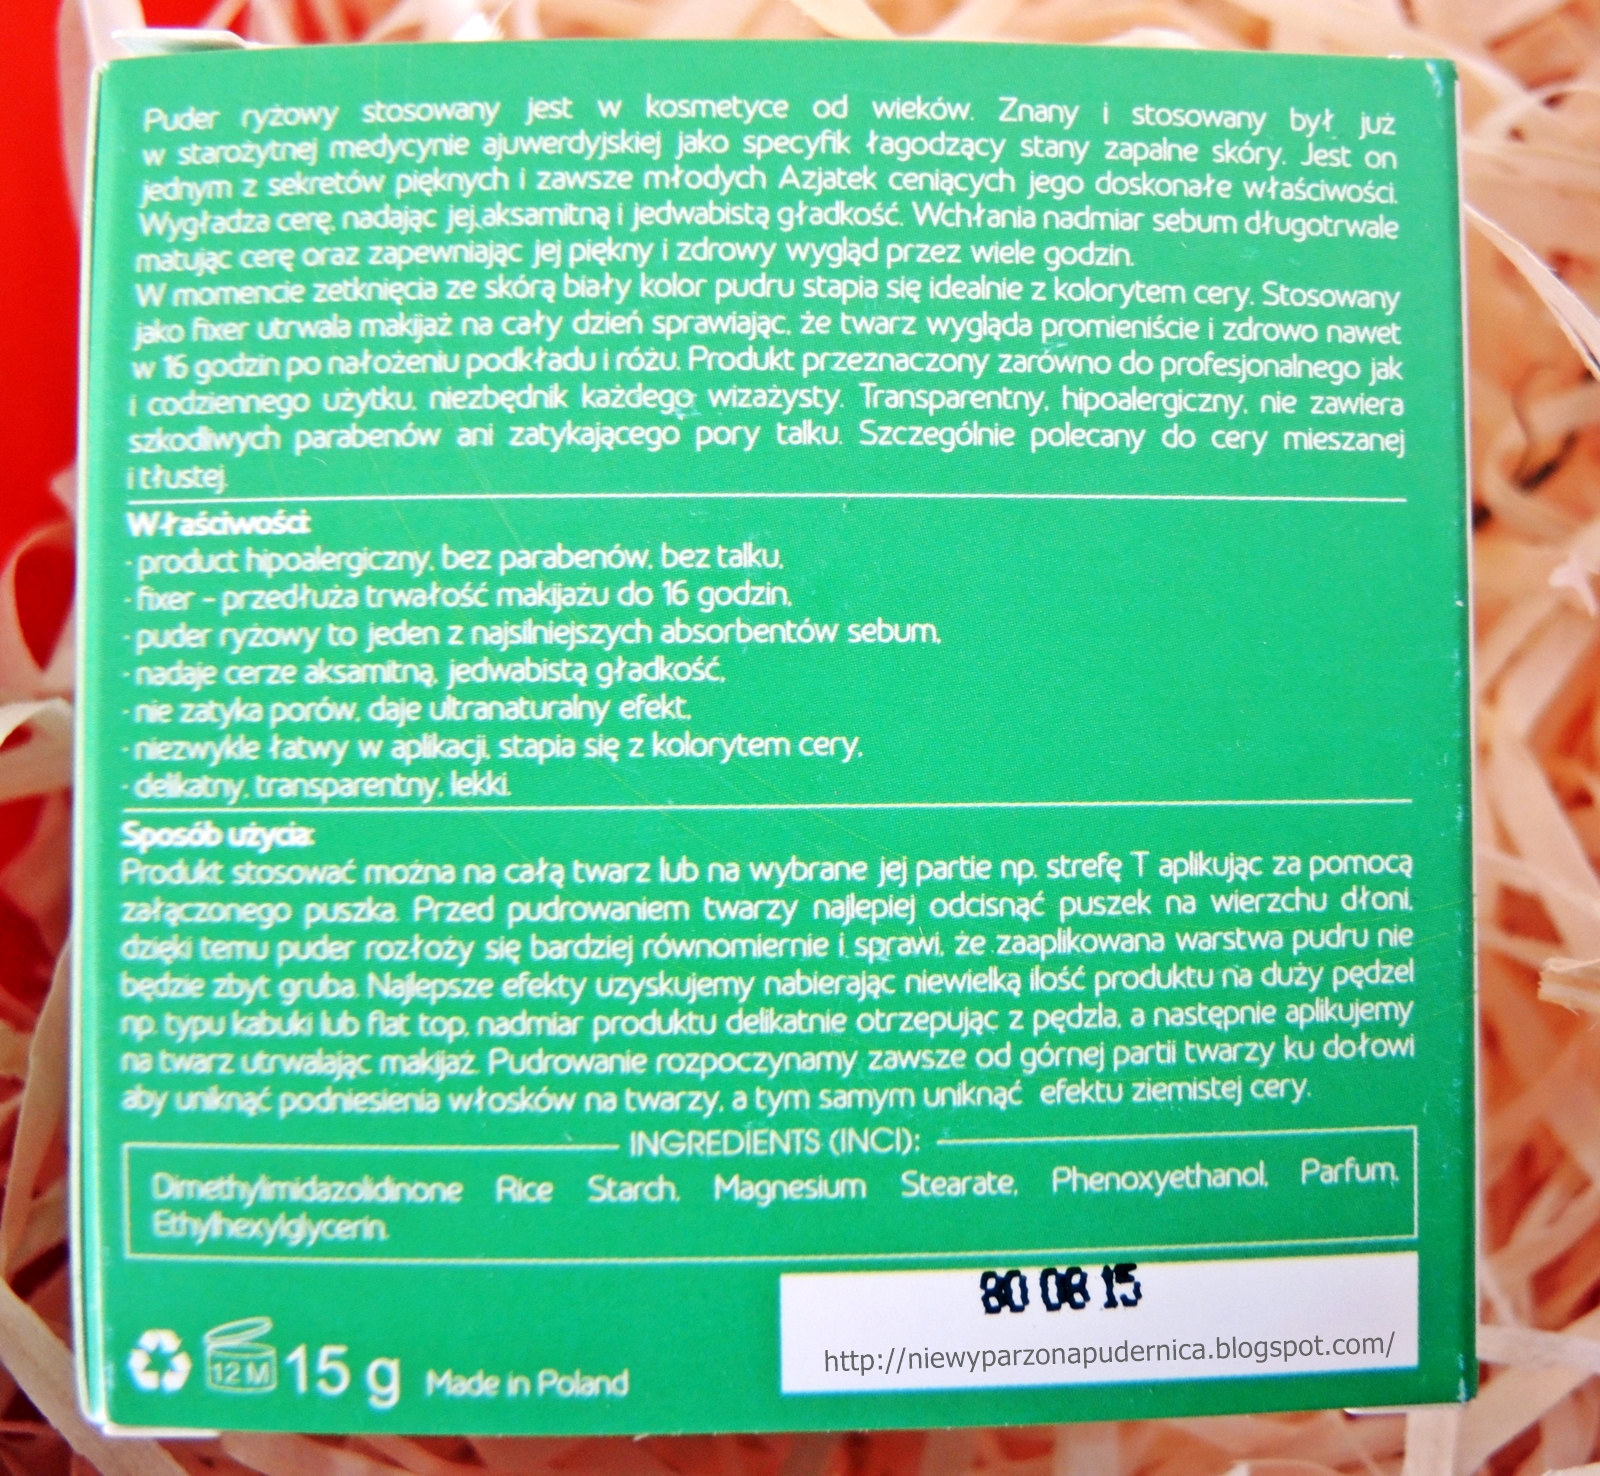 Puder ryżowy stosowany jest w kosmetyce od wieków. Znany i stosowany był już
w starożytnej medycynie ajuwerdyjskiej jako specyfik łagodzący stany zapalne skóry. Jest on
jednym z sekretów pięknych i zawsze młodych Azjatek ceniących jego doskonałe właściwości.
Wygładza cerę, nadając jej aksamitną i jedwabistą gładkość. Wchłania nadmiar sebum długotrwale
matując cerę oraz zapewniając jej piękny i zdrowy wygląd przez wiele godzin.
W momencie zetknięcia ze skórą biały kolor pudru stapia się idealnie z kolorytem cery. Stosowany
jako fixer utrwala makijaż na cały dzień sprawiając, że twarz wygląda promieniście i zdrowo nawet
w 16 godzin po nałożeniu podkładu i różu. Produkt przeznaczony zarówno do profesjonalnego jak
i codziennego użytku, niezbędnik każdego wizażysty. Transparentny, hipoalergiczny, nie zawiera
szkodliwych parabenów ani zatykającego pory talku. Szczególnie polecany do cery mieszanej
i tłustej.
Właściwości:
- product hipoalergiczny, bez parabenów, bez talku,
- fixer - przedłuża trwałość makijażu do 16 godzin,
- puder ryżowy to jeden z najsilniejszych absorbentów sebum,
- nadaje cerze aksamitną, jedwabistą gładkość,
- nie zatyka porów, daje ultranaturalny efekt,
- niezwykle łatwy w aplikacji, stapia się z kolorytem cery,
- delikatny, transparentny, lekki.
Sposób użycia:
Produkt stosować można na całą twarz lub na wybrane jej partie np. strefę T aplikując za pomocą
załączonego puszka. Przed pudrowaniem twarzy najlepiej odcisnąć puszek na wierzchu dłoni,
dzięki temu puder rozłoży się bardziej równomiernie i sprawi, że zaaplikowana warstwa pudru nie
będzie zbyt gruba. Najlepsze efekty uzyskujemy nabierając niewielką ilość produktu na duży pędzel
np. typu kabuki lub flat top, nadmiar produktu delikatnie otrzepując z pędzla, a następnie aplikujemy
na twarz utrwalając makijaż. Pudrowanie rozpoczynamy zawsze od górnej partii twarzy ku dołowi
aby uniknąć podniesienia włosków na twarzy, a tym samym uniknąć efektu ziemistej cery.
INGREDIENTS (INCI):
Dimethylimidazolidinone Rice Starch, Magnesium Stearate, Phenoxyethanol, Parfum,
Ethylhexylglycerin.
80 08 15
http://niewyparzonapudernica.blogspot.com/
12 M 15 g Made in Poland